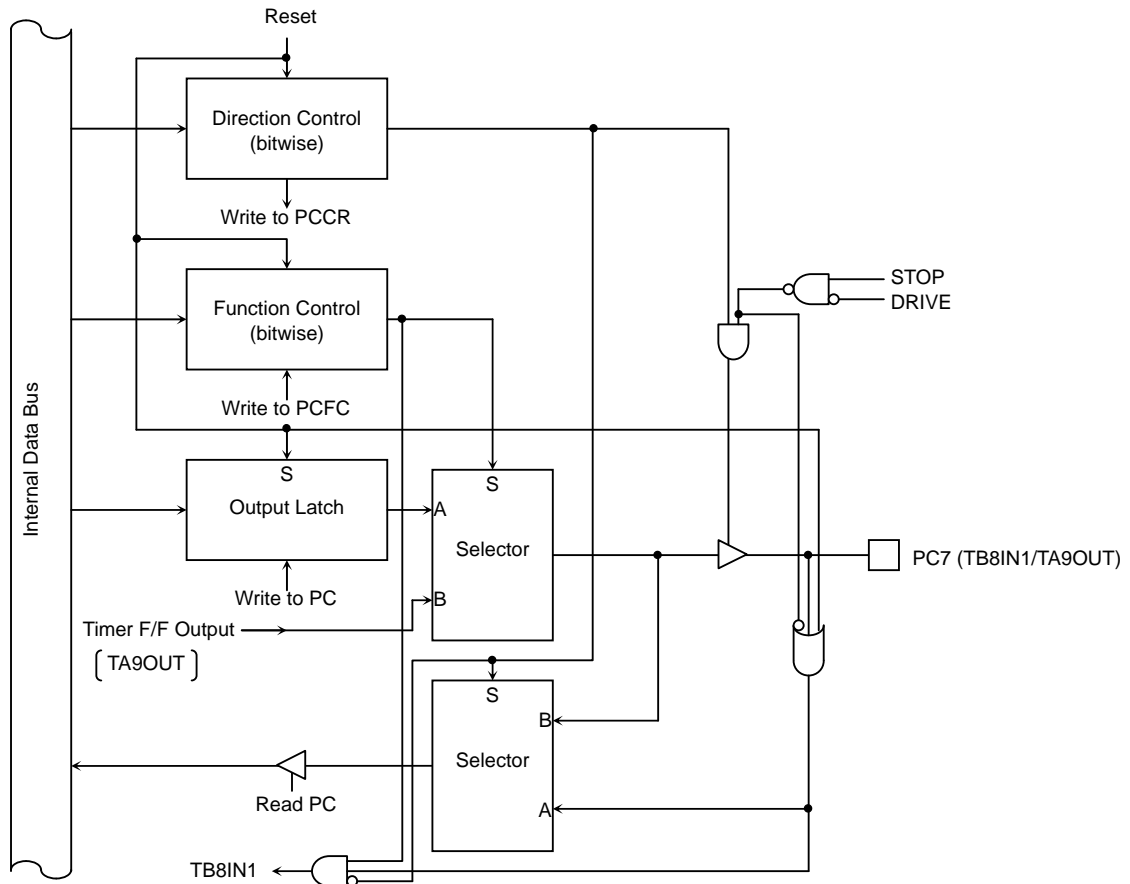 Reset
Direction Control
(bitwise)
Write to PCCR
STOP
DRIVE
Function Control
(bitwise)
Write to PCFC
Internal Data Bus
S
Output Latch
S
A
Selector
B
PC7 (TB8IN1/TA9OUT)
Write to PC
Timer F/F Output
TA9OUT
S
B
Selector
A
Read PC
TB8IN1